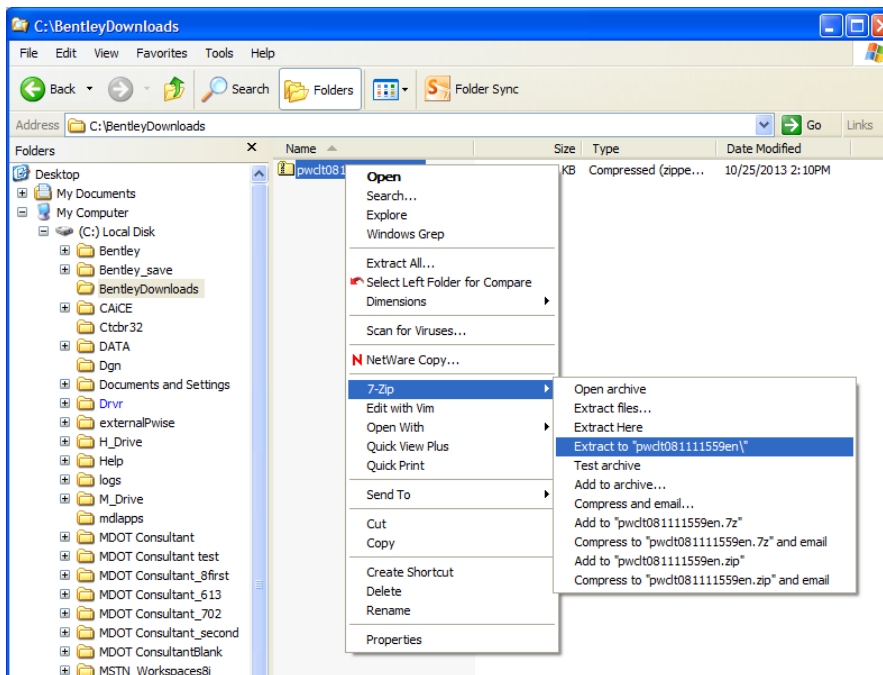 C:\BentleyDownloads
File Edit View Favorites Tools Help
Back Search Folders Folder Sync
Address C:\BentleyDownloads Go Links
Folders x
Desktop
My Documents
My Computer
(C:) Local Disk
Bentley
Bentley_save
BentleyDownloads
CAiCE
Ctcbr32
DATA
Dgn
Documents and Settings
Drvr
externalPwise
H_Drive
Help
logs
M_Drive
mdlapps
MDOT Consultant
MDOT Consultant test
MDOT Consultant_8first
MDOT Consultant_613
MDOT Consultant_702
MDOT Consultant_second
MDOT ConsultantBlank
MSTN_Workspaces8i
Name Size Type Date Modified
pwclt081 KB Compressed (zippe... 10/25/2013 2:10PM
Open
Search...
Explore
Windows Grep
Extract All...
Select Left Folder for Compare
Dimensions
Scan for Viruses...
N NetWare Copy...
7-Zip
Edit with Vim
Open With
Quick View Plus
Quick Print
Send To
Cut
Copy
Create Shortcut
Delete
Rename
Properties
Open archive
Extract files...
Extract Here
Extract to "pwclt081111559en\"
Test archive
Add to archive...
Compress and email...
Add to "pwclt081111559en.7z"
Compress to "pwclt081111559en.7z" and email
Add to "pwclt081111559en.zip"
Compress to "pwclt081111559en.zip" and email